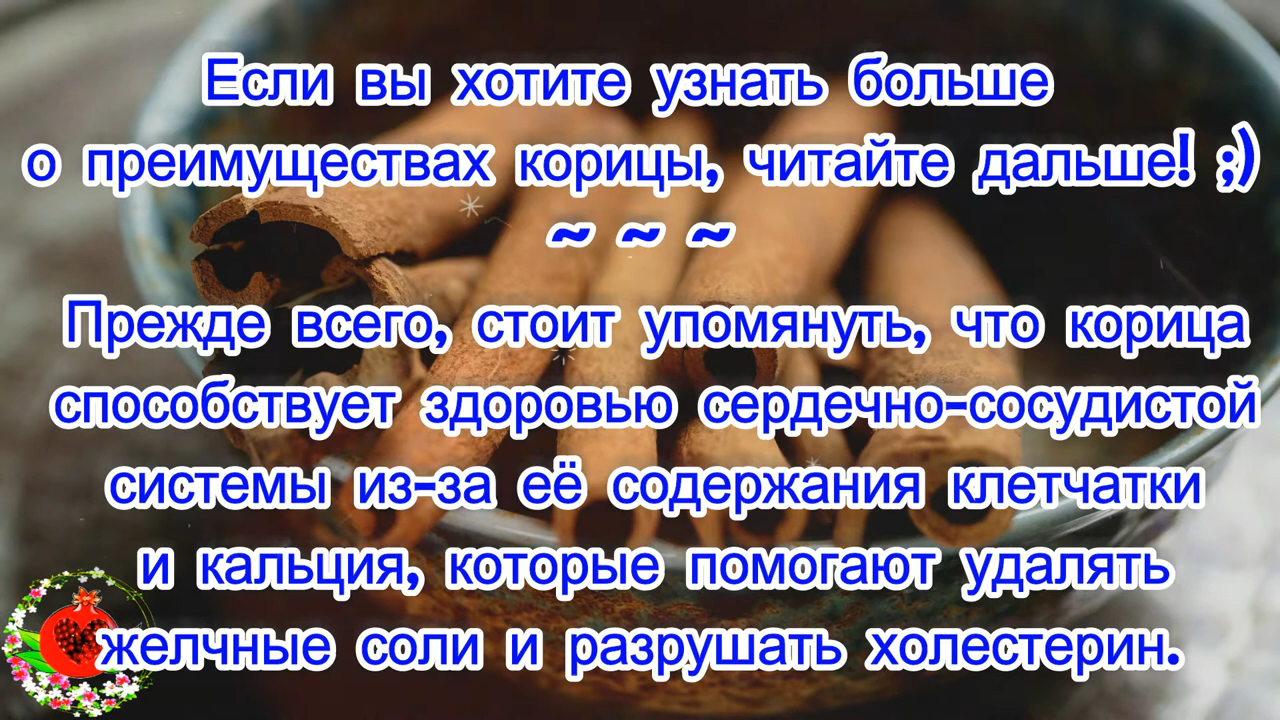 Если вы хотите узнать больше
о преимуществах корицы, читайте дальше! ;)
~ ~ ~
Прежде всего, стоит упомянуть, что корица
способствует здоровью сердечно-сосудистой
системы из-за её содержания клетчатки
и кальция, которые помогают удалять
желчные соли и разрушать холестерин.